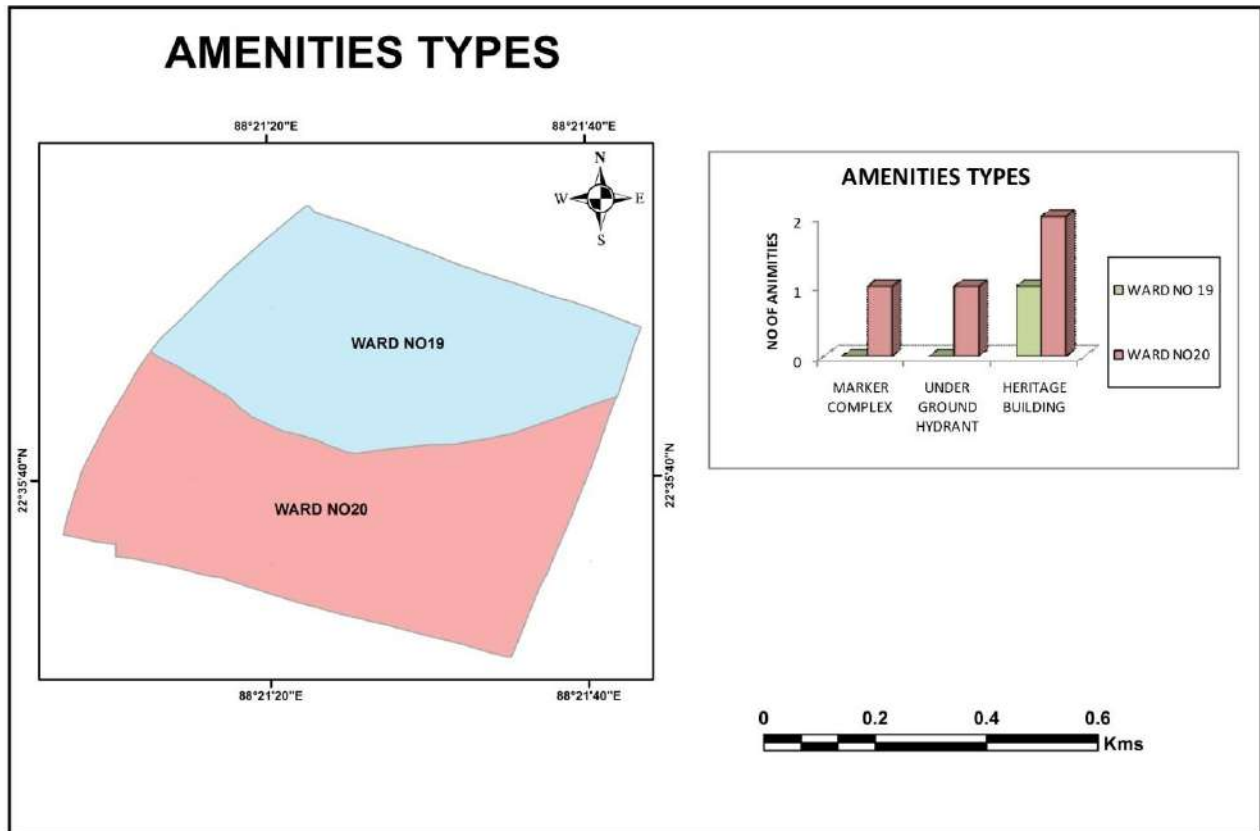 AMENITIES TYPES
88°21'20"E
88°21'40"E
N
W
E
S
22°35'40"N
22°35'40"N
WARD NO19
WARD NO20
88°21'20"E
88°21'40"E
AMENITIES TYPES
NO OF ANIMITIES
2
1
0
MARKER
COMPLEX
UNDER
GROUND
HYDRANT
HERITAGE
BUILDING
WARD NO 19
WARD NO20
0 0.2 0.4 0.6
Kms